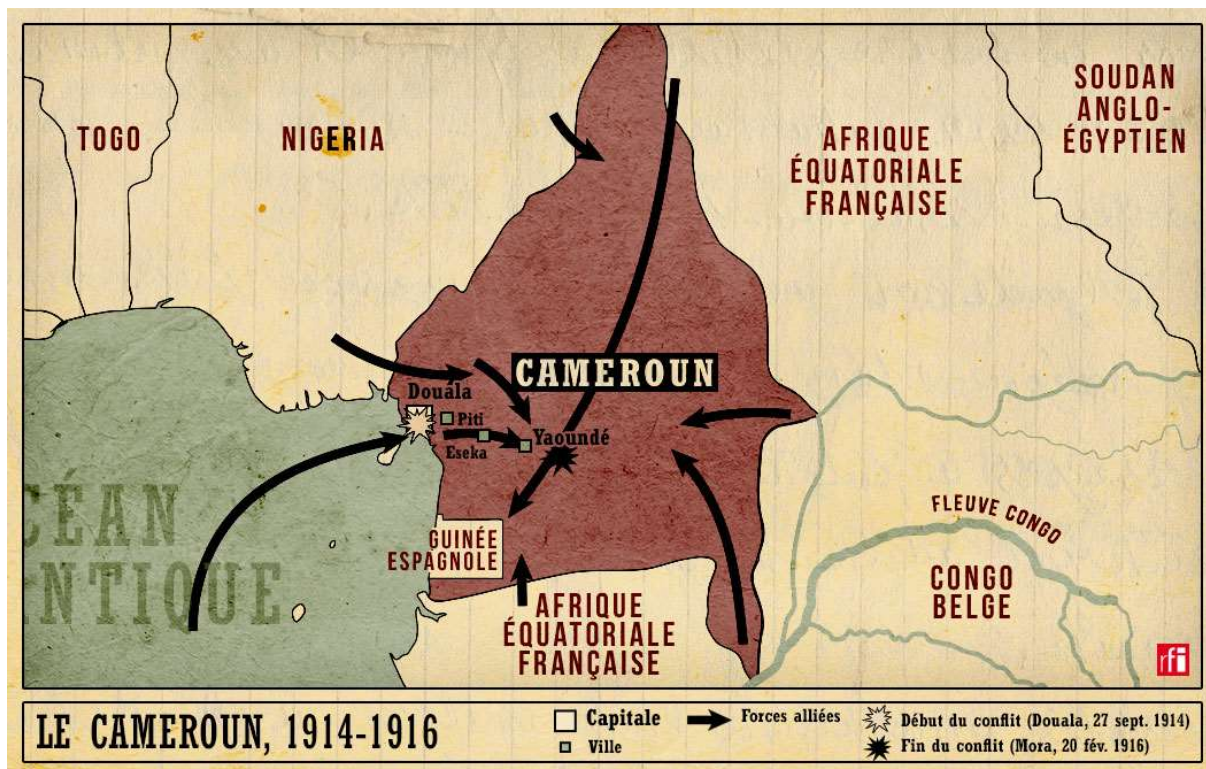 TOGO
NIGERIA
AFRIQUE
ÉQUATORIALE
FRANÇAISE
SOUDAN
ANGLO-
ÉGYPTIEN
CAMEROUN
Douala
Piti
Eseka
Yaoundé
CÉAN
NTIQUE
GUINÉE
ESPAGNOLE
AFRIQUE
ÉQUATORIALE
FRANÇAISE
FLEUVE CONGO
CONGO
BELGE
rfi
LE CAMEROUN, 1914-1916
Capitale
Ville
Forces alliées
Début du conflit (Douala, 27 sept. 1914)
Fin du conflit (Mora, 20 fév. 1916)